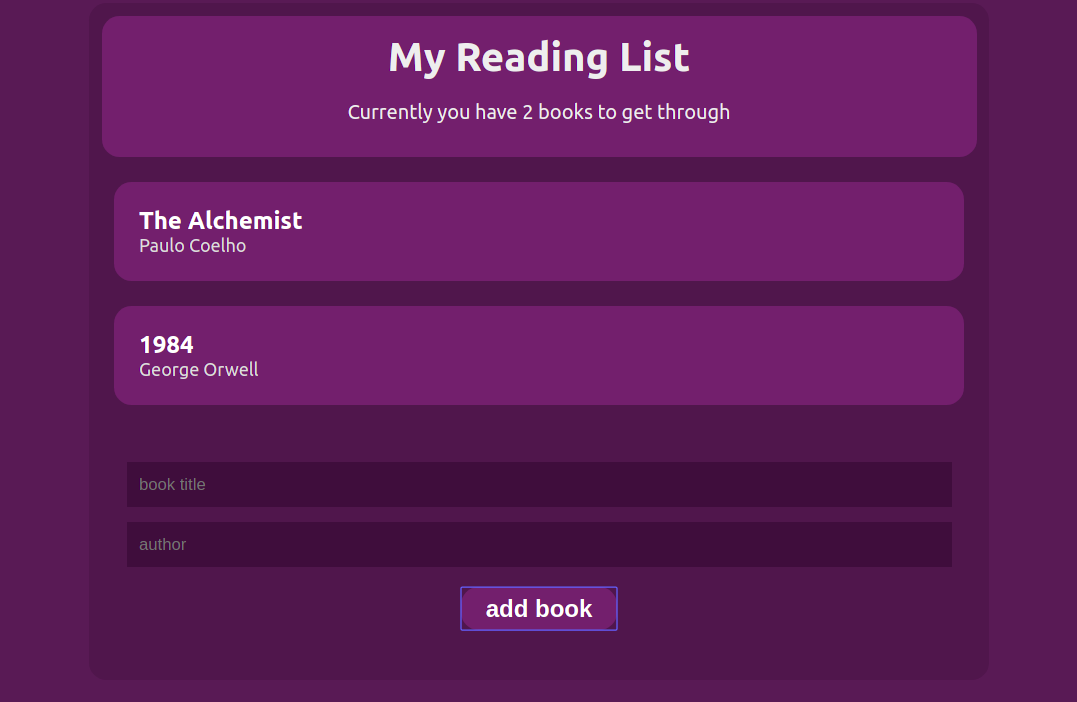 My Reading List
Currently you have 2 books to get through
The Alchemist
Paulo Coelho
1984
George Orwell
book title
author
add book